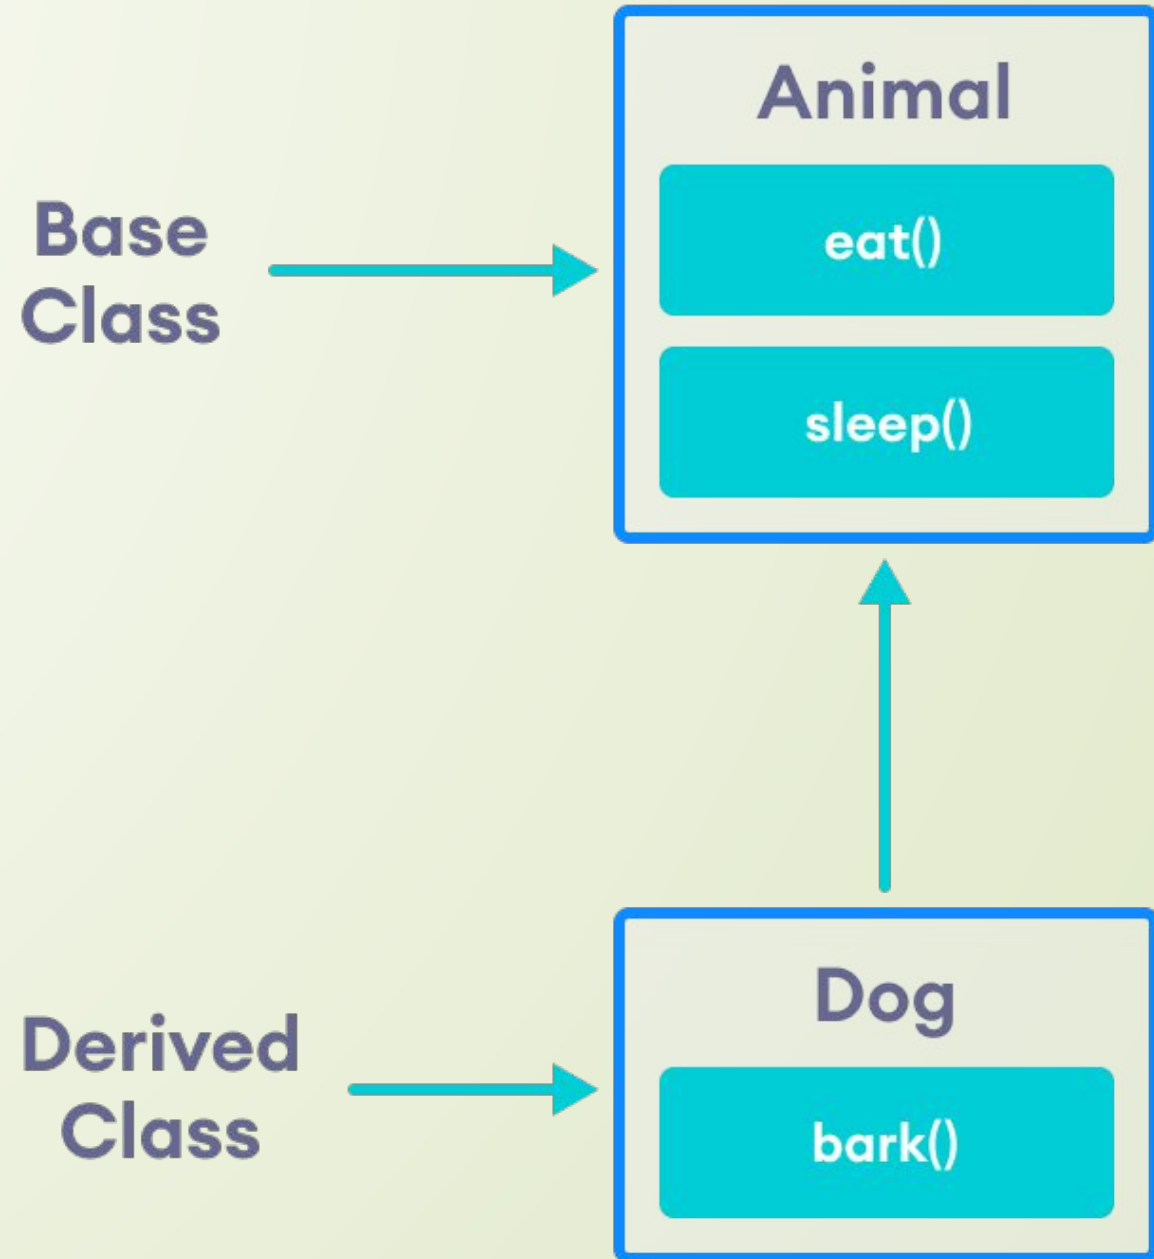 Animal
eat()
Base
Class
sleep()
Dog
Derived
Class
bark()